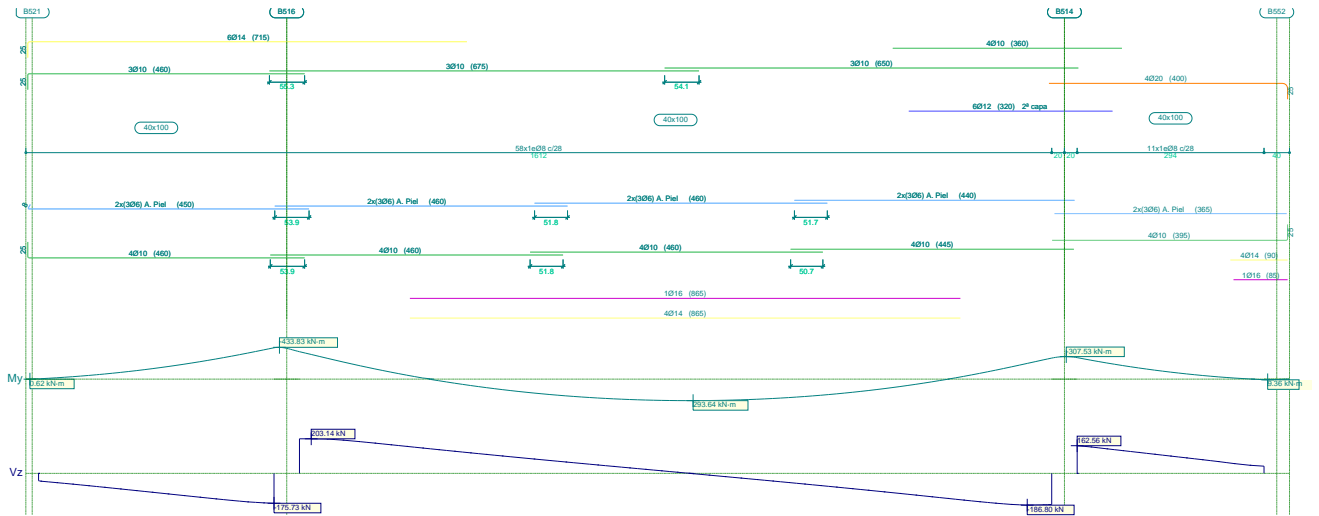 B521
B516
B514
B552
6Ø14 (715)
25
4Ø10 (360)
3Ø10 (460)
3Ø10 (675)
3Ø10 (650)
25
55.3
54.1
4Ø20 (400)
25
6Ø12 (320) 2ª capa
40x100
40x100
40x100
58x1eØ8 c/28
1612
20
20
11x1eØ8 c/28
294
40
8
2x(3Ø6) A. Piel (450)
2x(3Ø6) A. Piel (460)
2x(3Ø6) A. Piel (460)
2x(3Ø6) A. Piel (440)
2x(3Ø6) A. Piel (365)
53.9
51.8
51.7
25
4Ø10 (460)
4Ø10 (460)
4Ø10 (460)
4Ø10 (445)
4Ø10 (395)
25
53.9
51.8
50.7
4Ø14 (90)
1Ø16 (85)
1Ø16 (865)
4Ø14 (865)
-433.83 kN·m
-307.53 kN·m
My
0.62 kN·m
293.64 kN·m
9.36 kN·m
203.14 kN
162.56 kN
Vz
-175.73 kN
-186.80 kN